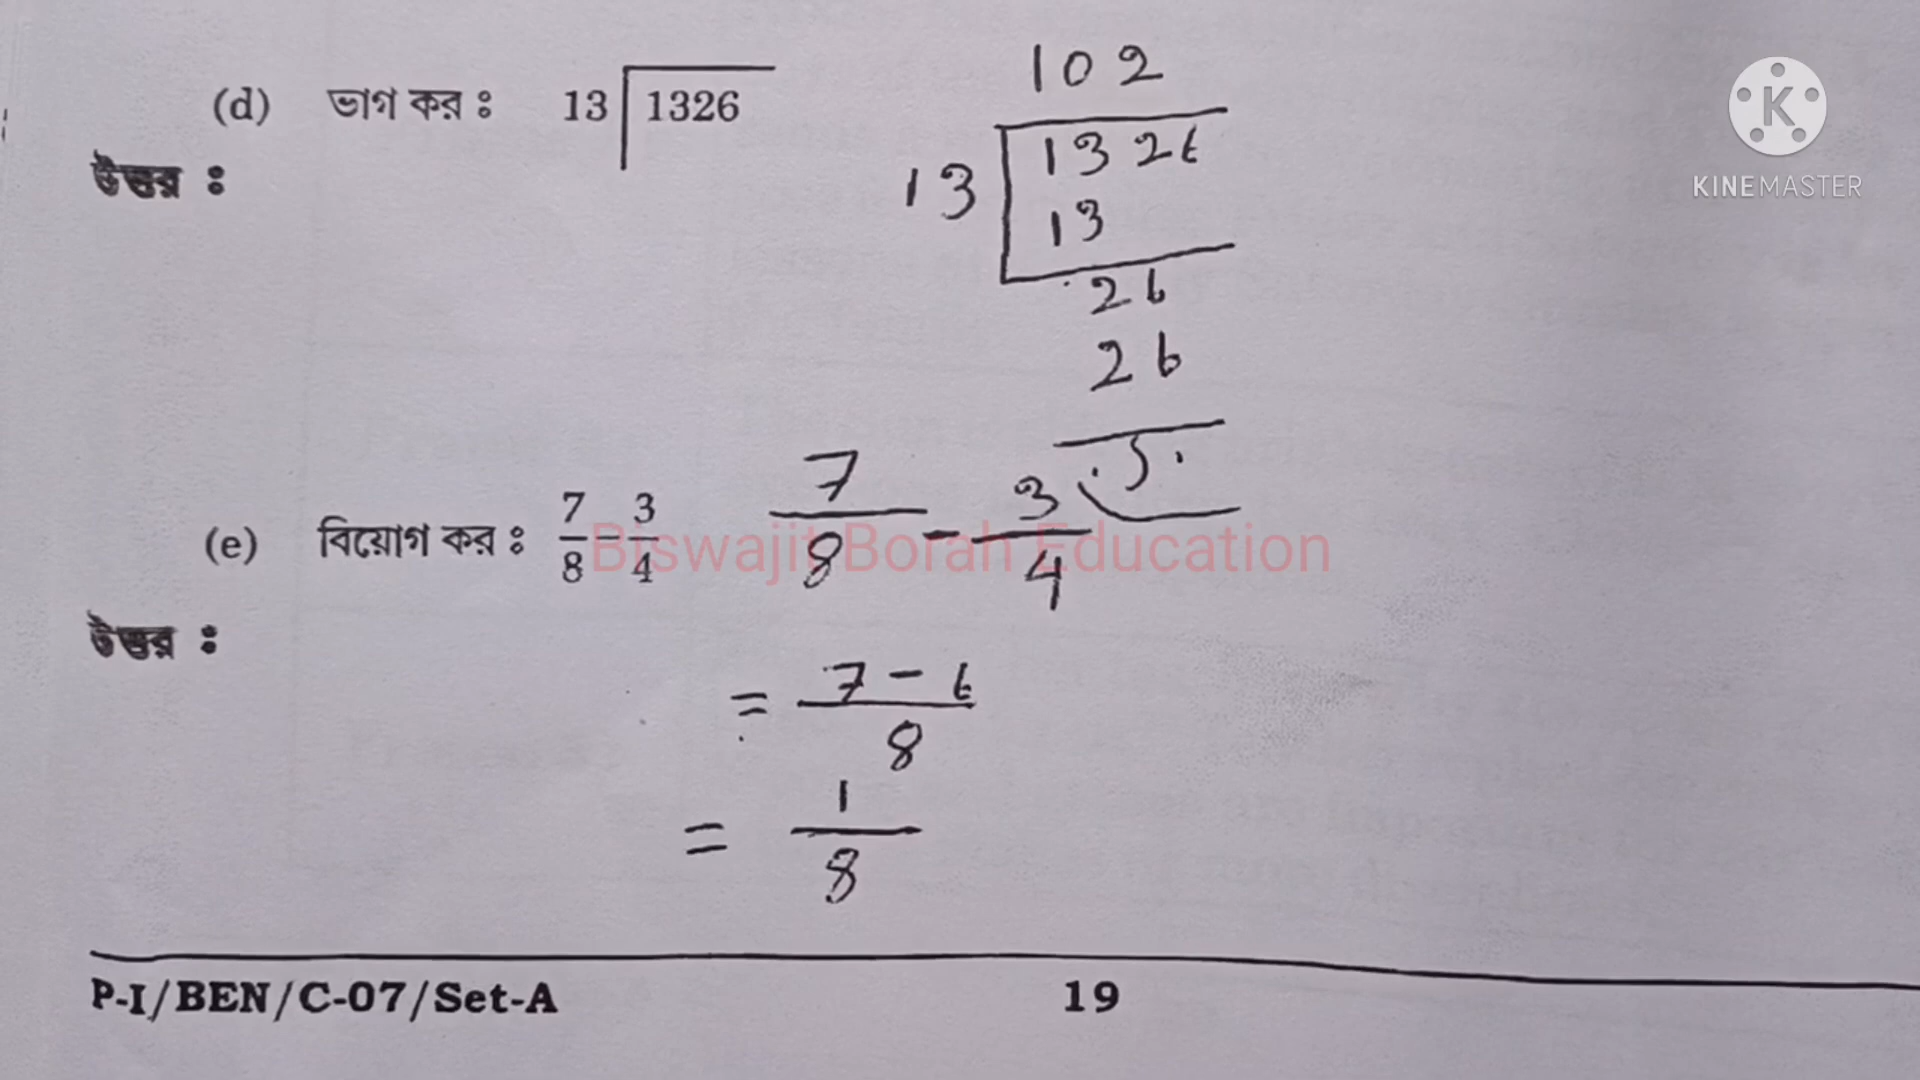 (d) ভাগ কর ঃ 13 1326
উত্তর ঃ
102
13 1326
13
26
26
KINEMASTER
(e) বিয়োগ কর ঃ 7/8 - 3/4
7/8 - 3/4
Biswajit Borah Education
উত্তর ঃ
= 7 - 6 / 8
= 1/8
P-I/BEN/C-07/Set-A 19